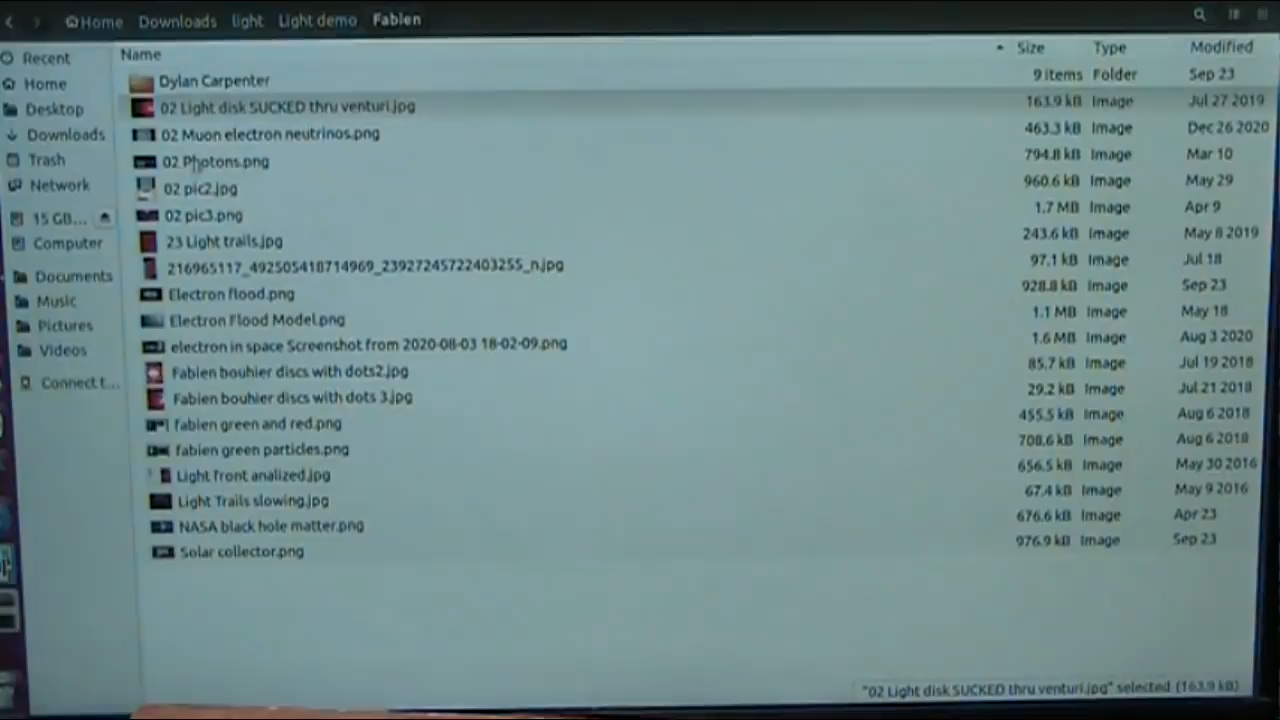 Home Downloads light Light demo Fabien
Name Size Type Modified
Recent
Home
Desktop
Downloads
Trash
Network
15 GB...
Computer
Documents
Music
Pictures
Videos
Connect t...
Dylan Carpenter 9 items Folder Sep 23
02 Light disk SUCKED thru venturi.jpg 163.9 kB Image Jul 27 2019
02 Muon electron neutrinos.png 463.3 kB Image Dec 26 2020
02 Photons.png 794.8 kB Image Mar 10
02 pic2.jpg 960.6 kB Image May 29
02 pic3.png 1.7 MB Image Apr 9
23 Light trails.jpg 243.6 kB Image May 8 2019
216965117_492505418714969_23927245722403255_n.jpg 97.1 kB Image Jul 18
Electron flood.png 928.8 kB Image Sep 23
Electron Flood Model.png 1.1 MB Image May 18
electron in space Screenshot from 2020-08-03 18-02-09.png 1.6 MB Image Aug 3 2020
Fabien bouhier discs with dots2.jpg 85.7 kB Image Jul 19 2018
Fabien bouhier discs with dots 3.jpg 29.2 kB Image Jul 21 2018
fabien green and red.png 455.5 kB Image Aug 6 2018
fabien green particles.png 708.6 kB Image Aug 6 2018
Light front analized.jpg 656.5 kB Image May 30 2016
Light Trails slowing.jpg 67.4 kB Image May 9 2016
NASA black hole matter.png 676.6 kB Image Apr 23
Solar collector.png 976.9 kB Image Sep 23
"02 Light disk SUCKED thru venturi.jpg" selected (163.9 kB)